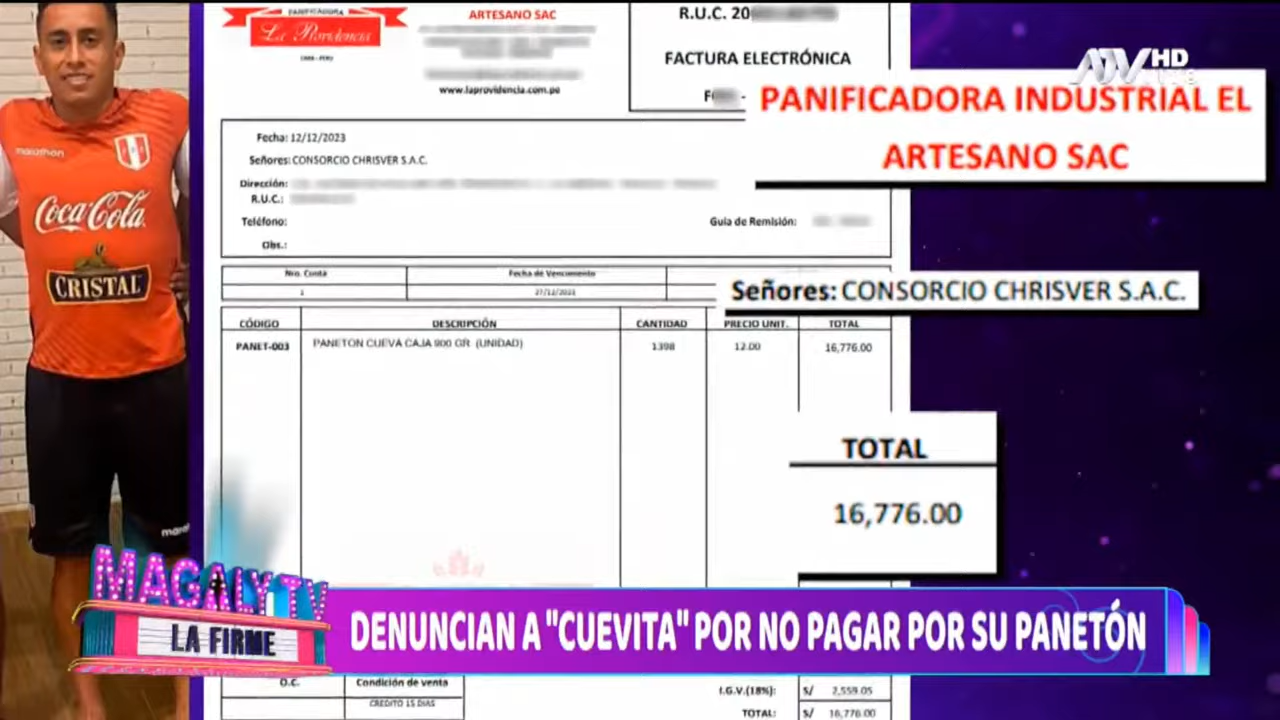 PANIFICADORA
La Providencia
LIMA - PERU
ARTESANO SAC
www.laprovidencia.com.pe
R.U.C. 20
FACTURA ELECTRÓNICA
ATV HD
PANIFICADORA INDUSTRIAL EL
ARTESANO SAC
Fecha: 12/12/2023
Señores: CONSORCIO CHRISVER S.A.C.
Dirección:
R.U.C.:
Teléfono:
Guia de Remisión:
Obs.:
marathon
Coca-Cola
CRISTAL
Nro. Cuota
Fecha de Vencimiento
1
27/12/2023
Señores: CONSORCIO CHRISVER S.A.C.
CÓDIGO DESCRIPCIÓN CANTIDAD PRECIO UNIT. TOTAL
PANET-003 PANETON CUEVA CAJA 900 GR (UNIDAD) 1398 12.00 16,776.00
TOTAL
16,776.00
MAGALY TV
LA FIRME
DENUNCIAN A "CUEVITA" POR NO PAGAR POR SU PANETÓN
O.C. Condición de venta
CREDITO 15 DIAS
I.G.V.(18%): S/ 2,559.05
TOTAL: S/ 16,776.00